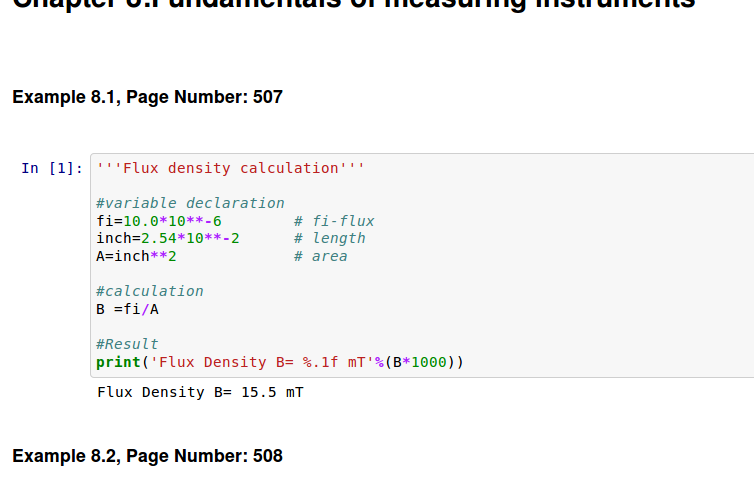 Fundamentals of measuring instruments
Example 8.1, Page Number: 507
In [1]: '''Flux density calculation'''
#variable declaration
fi=10.0*10**-6 # fi-flux
inch=2.54*10**-2 # length
A=inch**2 # area
#calculation
B =fi/A
#Result
print('Flux Density B= %.1f mT'%(B*1000))
Flux Density B= 15.5 mT
Example 8.2, Page Number: 508